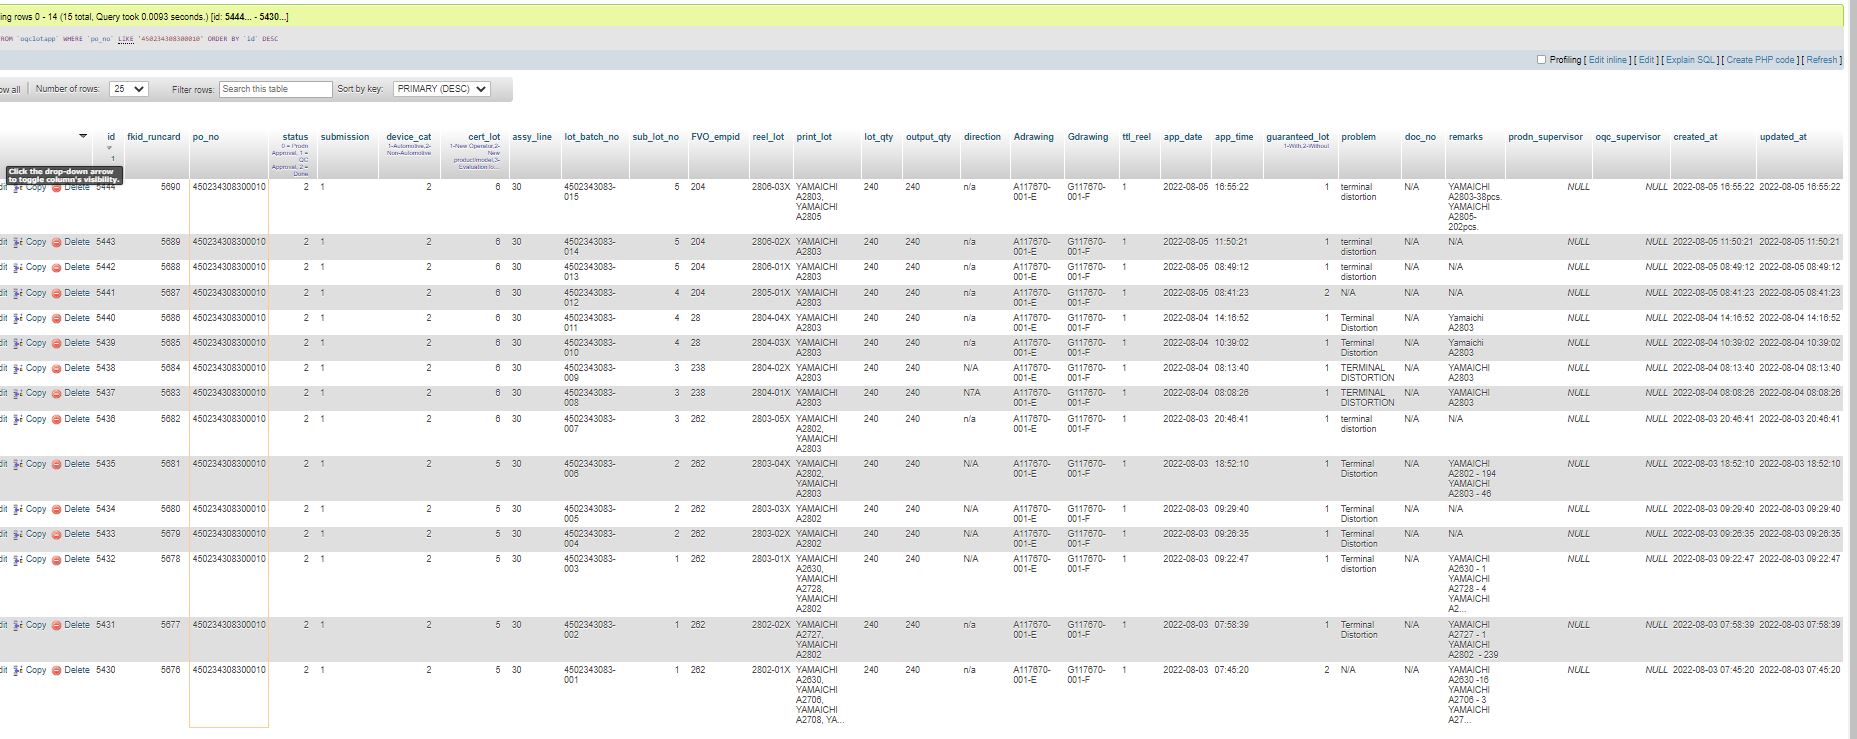 ing rows 0 - 14 (15 total, Query took 0.0093 seconds.) [id: 5444... - 5430...]
ROM `oqclotapp` WHERE `po_no` LIKE '450234308300010' ORDER BY `id` DESC
Profiling [ Edit inline ] [ Edit ] [ Explain SQL ] [ Create PHP code ] [ Refresh ]
ow all Number of rows: 25 Filter rows: Search this table Sort by key: PRIMARY (DESC)
id fkid_runcard po_no status submission device_cat cert_lot assy_line lot_batch_no sub_lot_no FVO_empid reel_lot print_lot lot_qty output_qty direction Adrawing Gdrawing ttl_reel app_date app_time guaranteed_lot problem doc_no remarks prodn_supervisor oqc_supervisor created_at updated_at
1 0 = Prodn 1-Automotive,2- 1-New Operator,2- 1-With,2-Without
Approval, 1 = Non-Automotive New
QC product/model,3-
Approval, 2 = Evaluation lo...
Done
Click the drop-down arrow
to toggle column's visibility.
dit Copy Delete 5444 5690 450234308300010 2 1 2 6 30 4502343083- 5 204 2806-03X YAMAICHI 240 240 n/a A117670- G117670- 1 2022-08-05 16:55:22 1 terminal N/A YAMAICHI NULL NULL 2022-08-05 16:55:22 2022-08-05 16:55:22
015 A2803, 001-E 001-F distortion A2803-38pcs.
YAMAICHI YAMAICHI
A2805 A2805-
202pcs.
dit Copy Delete 5443 5689 450234308300010 2 1 2 6 30 4502343083- 5 204 2806-02X YAMAICHI 240 240 n/a A117670- G117670- 1 2022-08-05 11:50:21 1 terminal N/A N/A NULL NULL 2022-08-05 11:50:21 2022-08-05 11:50:21
014 A2803 001-E 001-F distortion
dit Copy Delete 5442 5688 450234308300010 2 1 2 6 30 4502343083- 5 204 2806-01X YAMAICHI 240 240 n/a A117670- G117670- 1 2022-08-05 08:49:12 1 terminal N/A N/A NULL NULL 2022-08-05 08:49:12 2022-08-05 08:49:12
013 A2803 001-E 001-F distortion
dit Copy Delete 5441 5687 450234308300010 2 1 2 6 30 4502343083- 4 204 2805-01X YAMAICHI 240 240 n/a A117670- G117670- 1 2022-08-05 08:41:23 2 N/A N/A N/A NULL NULL 2022-08-05 08:41:23 2022-08-05 08:41:23
012 A2803 001-E 001-F
dit Copy Delete 5440 5686 450234308300010 2 1 2 6 30 4502343083- 4 28 2804-04X YAMAICHI 240 240 n/a A117670- G117670- 1 2022-08-04 14:16:52 1 Terminal N/A Yamaichi NULL NULL 2022-08-04 14:16:52 2022-08-04 14:16:52
011 A2803 001-E 001-F Distortion A2803
dit Copy Delete 5439 5685 450234308300010 2 1 2 6 30 4502343083- 4 28 2804-03X YAMAICHI 240 240 n/a A117670- G117670- 1 2022-08-04 10:39:02 1 Terminal N/A Yamaichi NULL NULL 2022-08-04 10:39:02 2022-08-04 10:39:02
010 A2803 001-E 001-F Distortion A2803
dit Copy Delete 5438 5684 450234308300010 2 1 2 6 30 4502343083- 3 238 2804-02X YAMAICHI 240 240 N/A A117670- G117670- 1 2022-08-04 08:13:40 1 TERMINAL N/A YAMAICHI NULL NULL 2022-08-04 08:13:40 2022-08-04 08:13:40
009 A2803 001-E 001-F DISTORTION A2803
dit Copy Delete 5437 5683 450234308300010 2 1 2 6 30 4502343083- 3 238 2804-01X YAMAICHI 240 240 N7A A117670- G117670- 1 2022-08-04 08:08:26 1 TERMINAL N/A YAMAICHI NULL NULL 2022-08-04 08:08:26 2022-08-04 08:08:26
008 A2803 001-E 001-F DISTORTION A2803
dit Copy Delete 5436 5682 450234308300010 2 1 2 6 30 4502343083- 3 262 2803-05X YAMAICHI 240 240 n/a A117670- G117670- 1 2022-08-03 20:46:41 1 terminal N/A N/A NULL NULL 2022-08-03 20:46:41 2022-08-03 20:46:41
007 A2802, 001-E 001-F distortion
YAMAICHI
A2803
dit Copy Delete 5435 5681 450234308300010 2 1 2 5 30 4502343083- 2 262 2803-04X YAMAICHI 240 240 N/A A117670- G117670- 1 2022-08-03 18:52:10 1 Terminal N/A YAMAICHI NULL NULL 2022-08-03 18:52:10 2022-08-03 18:52:10
006 A2802, 001-E 001-F Distortion A2802 - 194
YAMAICHI YAMAICHI
A2803 A2803 - 46
dit Copy Delete 5434 5680 450234308300010 2 1 2 5 30 4502343083- 2 262 2803-03X YAMAICHI 240 240 N/A A117670- G117670- 1 2022-08-03 09:29:40 1 Terminal N/A N/A NULL NULL 2022-08-03 09:29:40 2022-08-03 09:29:40
005 A2802 001-E 001-F Distortion
dit Copy Delete 5433 5679 450234308300010 2 1 2 5 30 4502343083- 2 262 2803-02X YAMAICHI 240 240 N/A A117670- G117670- 1 2022-08-03 09:26:35 1 Terminal N/A N/A NULL NULL 2022-08-03 09:26:35 2022-08-03 09:26:35
004 A2802 001-E 001-F Distortion
dit Copy Delete 5432 5678 450234308300010 2 1 2 5 30 4502343083- 1 262 2803-01X YAMAICHI 240 240 N/A A117670- G117670- 1 2022-08-03 09:22:47 1 Terminal N/A YAMAICHI NULL NULL 2022-08-03 09:22:47 2022-08-03 09:22:47
003 A2630, 001-E 001-F distortion A2630 - 1
YAMAICHI YAMAICHI
A2728, A2728 - 4
YAMAICHI YAMAICHI
A2802 A2...
dit Copy Delete 5431 5677 450234308300010 2 1 2 5 30 4502343083- 1 262 2802-02X YAMAICHI 240 240 n/a A117670- G117670- 1 2022-08-03 07:58:39 1 Terminal N/A YAMAICHI NULL NULL 2022-08-03 07:58:39 2022-08-03 07:58:39
002 A2727, 001-E 001-F Distortion A2727 - 1
YAMAICHI YAMAICHI
A2802 A2802 - 239
dit Copy Delete 5430 5676 450234308300010 2 1 2 5 30 4502343083- 1 262 2802-01X YAMAICHI 240 240 n/a A117670- G117670- 1 2022-08-03 07:45:20 2 N/A N/A YAMAICHI NULL NULL 2022-08-03 07:45:20 2022-08-03 07:45:20
001 A2630, 001-E 001-F A2630 -16
YAMAICHI YAMAICHI
A2706, A2706 - 3
YAMAICHI YAMAICHI
A2708, YA... A27...